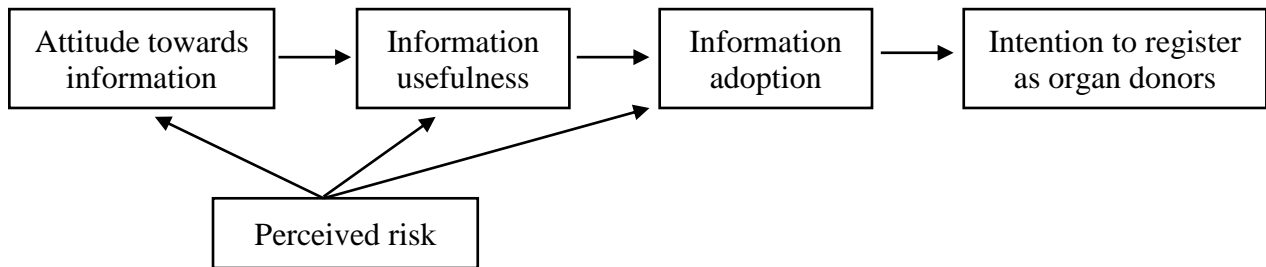 Attitude towards
information
Information
usefulness
Information
adoption
Intention to register
as organ donors
Perceived risk